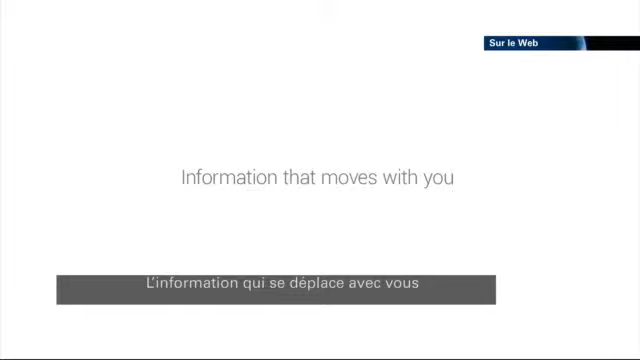 Sur le Web
Information that moves with you
L'information qui se déplace avec vous